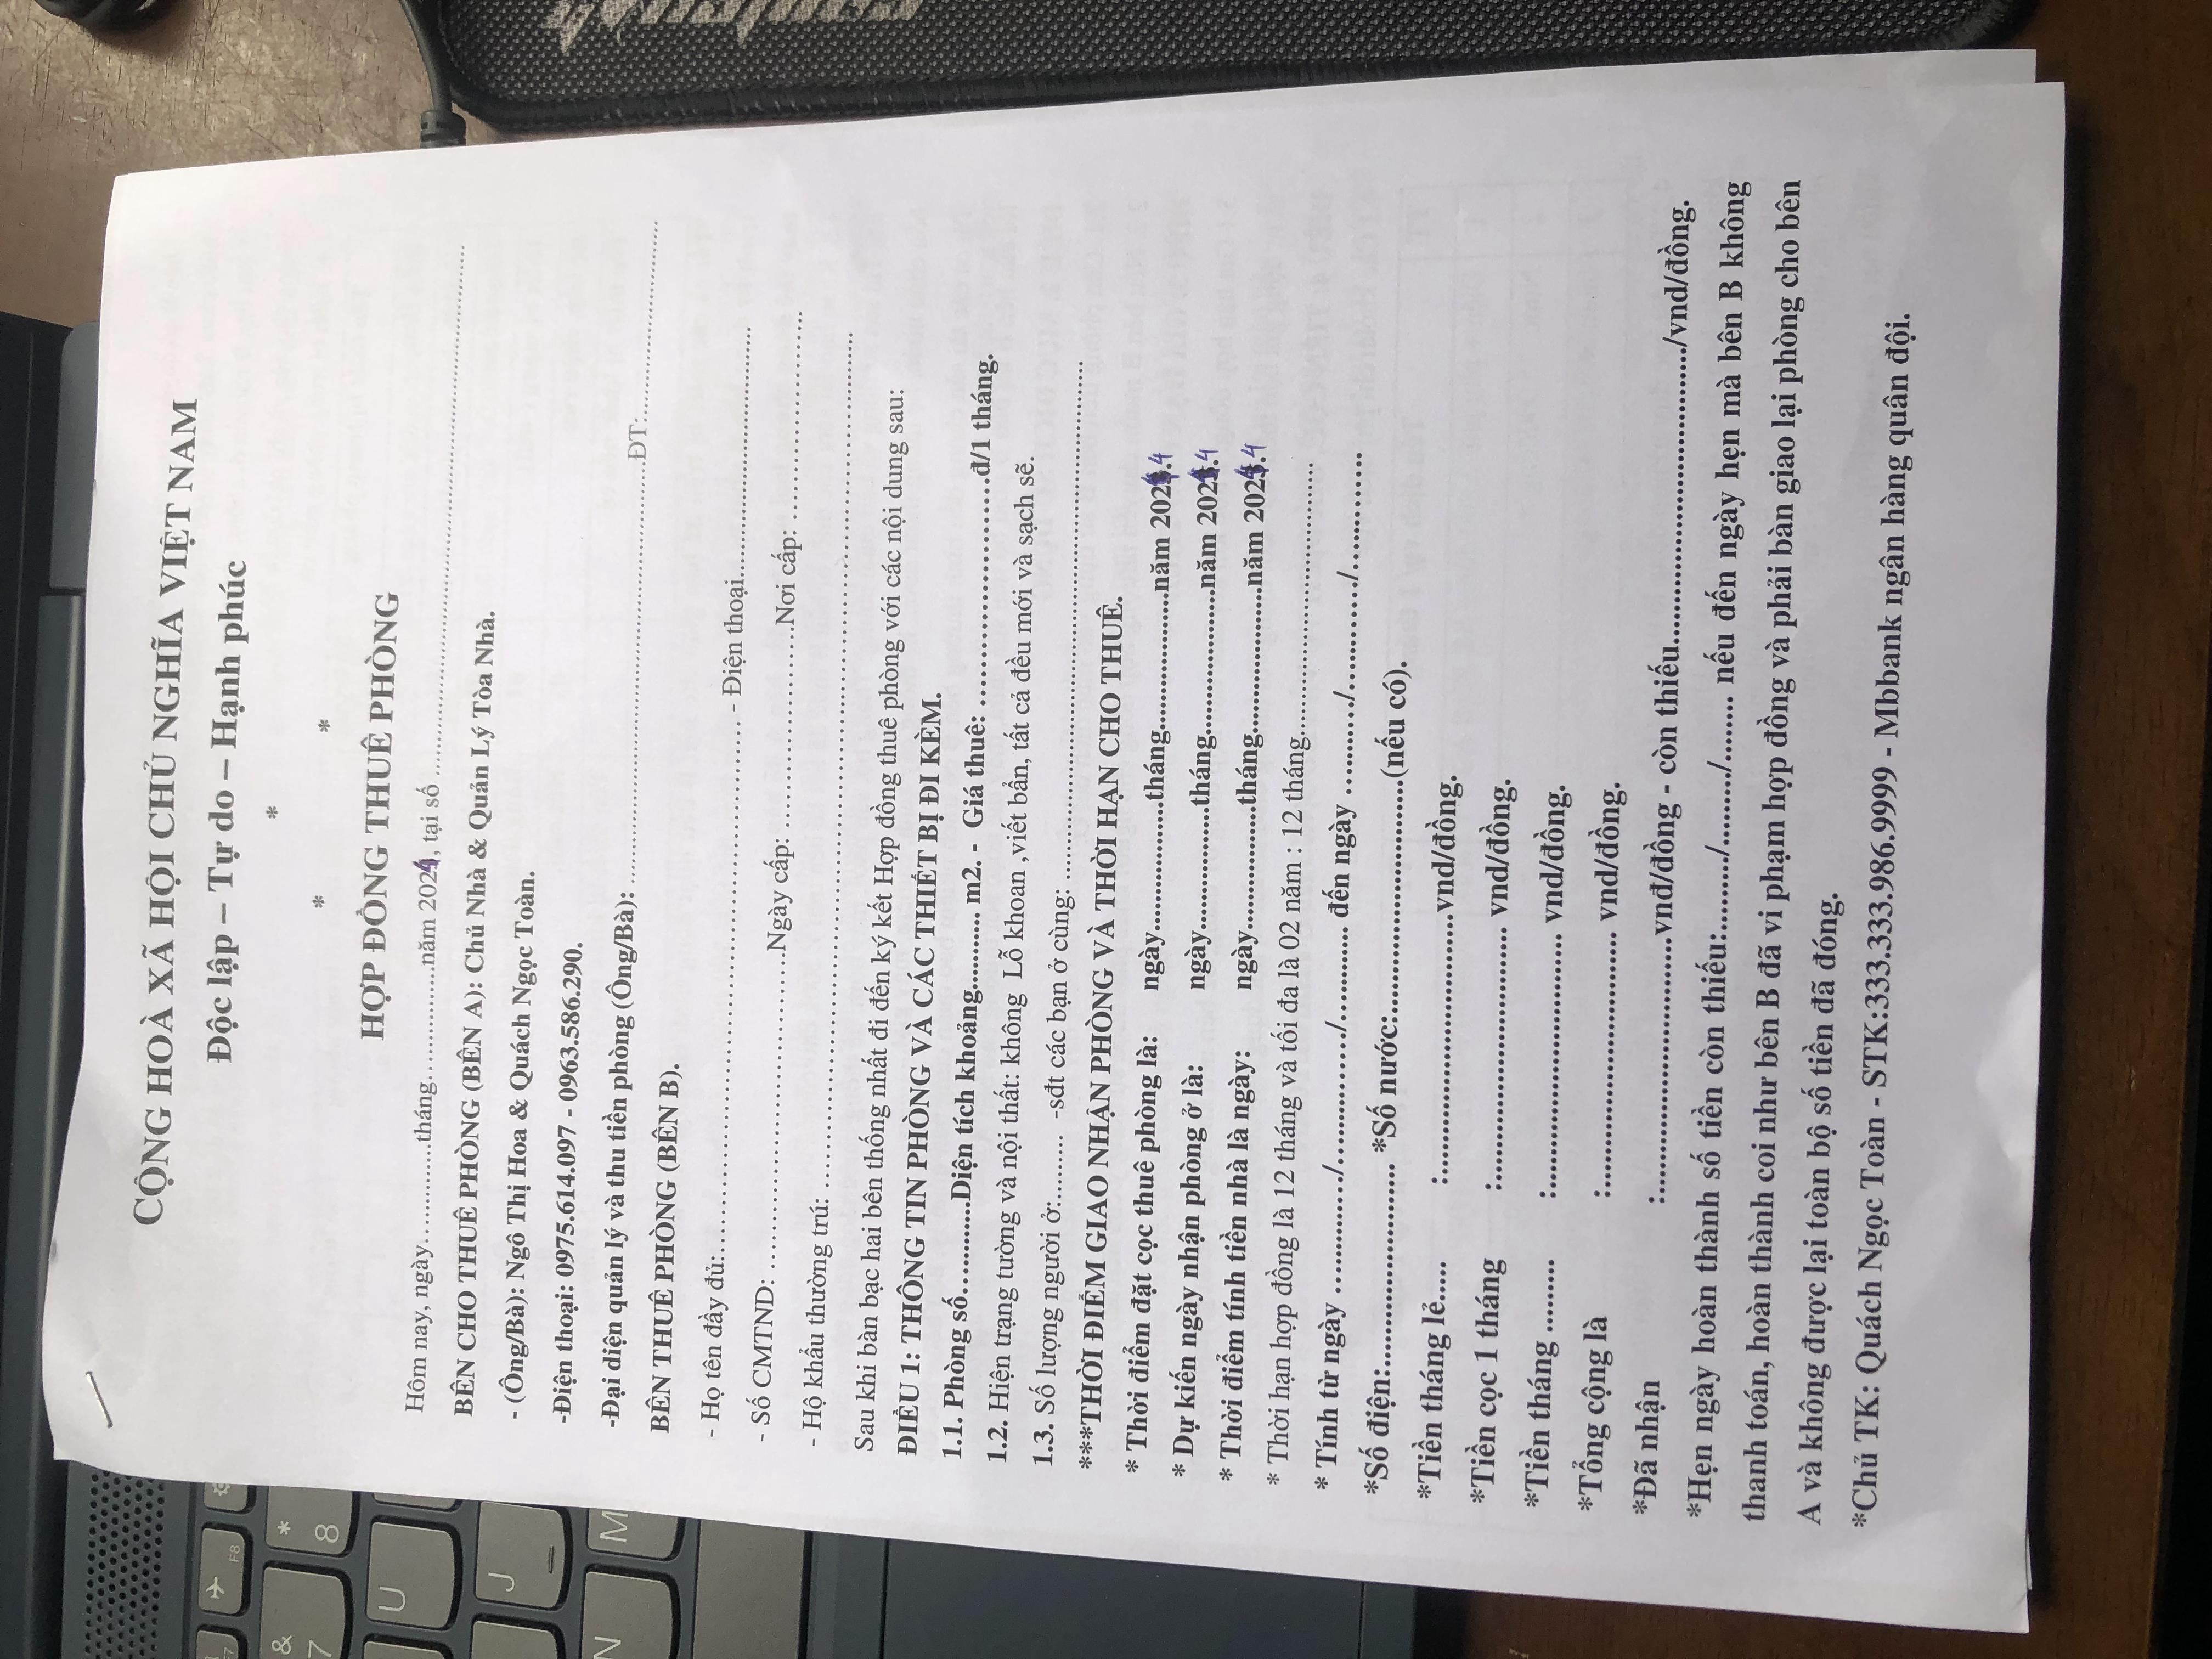 CỘNG HOÀ XÃ HỘI CHỦ NGHĨA VIỆT NAM
Độc lập – Tự do – Hạnh phúc
*
* *
HỢP ĐỒNG THUÊ PHÒNG
Hôm nay, ngày.............tháng................năm 2024, tại số ..........................................................................
BÊN CHO THUÊ PHÒNG (BÊN A): Chủ Nhà & Quản Lý Tòa Nhà.
- (Ông/Bà): Ngô Thị Hoa & Quách Ngọc Toàn.
-Điện thoại: 0975.614.097 - 0963.586.290.
-Đại diện quản lý và thu tiền phòng (Ông/Bà): ..........................................................ĐT:...........................
BÊN THUÊ PHÒNG (BÊN B).
- Họ tên đầy đủ:.......................................................... - Điện thoại...................................
- Số CMTND: ....................................Ngày cấp: ........................Nơi cấp: ........................
- Hộ khẩu thường trú: ....................................................................................................
Sau khi bàn bạc hai bên thống nhất đi đến ký kết Hợp đồng thuê phòng với các nội dung sau:
ĐIỀU 1: THÔNG TIN PHÒNG VÀ CÁC THIẾT BỊ ĐI KÈM.
1.1. Phòng số.............Diện tích khoảng........... m2. - Giá thuê: ..........................đ/1 tháng.
1.2. Hiện trạng tường và nội thất: không Lỗ khoan ,viết bẩn, tất cả đều mới và sạch sẽ.
1.3. Số lượng người ở:......... -sđt các bạn ở cùng: ..........................................................................
***THỜI ĐIỂM GIAO NHẬN PHÒNG VÀ THỜI HẠN CHO THUÊ.
* Thời điểm đặt cọc thuê phòng là: ngày..................tháng...................năm 2024.4
* Dự kiến ngày nhận phòng ở là: ngày.................tháng....................năm 2024.4
* Thời điểm tính tiền nhà là ngày: ngày.................tháng....................năm 2024.4
* Thời hạn hợp đồng là 12 tháng và tối đa là 02 năm : 12 tháng.......................................
* Tính từ ngày ............./................../............. đến ngày ............/.............../...............
*Số điện:.......................... *Số nước:..............................(nếu có).
*Tiền tháng lẻ..... :.................................vnd/đồng.
*Tiền cọc 1 tháng :................................ vnd/đồng.
*Tiền tháng ......... :................................ vnd/đồng.
*Tổng cộng là :................................ vnd/đồng.
*Đã nhận :................................vnđ/đồng - còn thiếu...................................../vnd/đồng.
*Hẹn ngày hoàn thành số tiền còn thiếu:........./........./........ nếu đến ngày hẹn mà bên B không
thanh toán, hoàn thành coi như bên B đã vi phạm hợp đồng và phải bàn giao lại phòng cho bên
A và không được lại toàn bộ số tiền đã đóng.
*Chủ TK: Quách Ngọc Toàn - STK:333.333.986.9999 - Mbbank ngân hàng quân đội.
&
7
*
8
F8
U
J
N
M